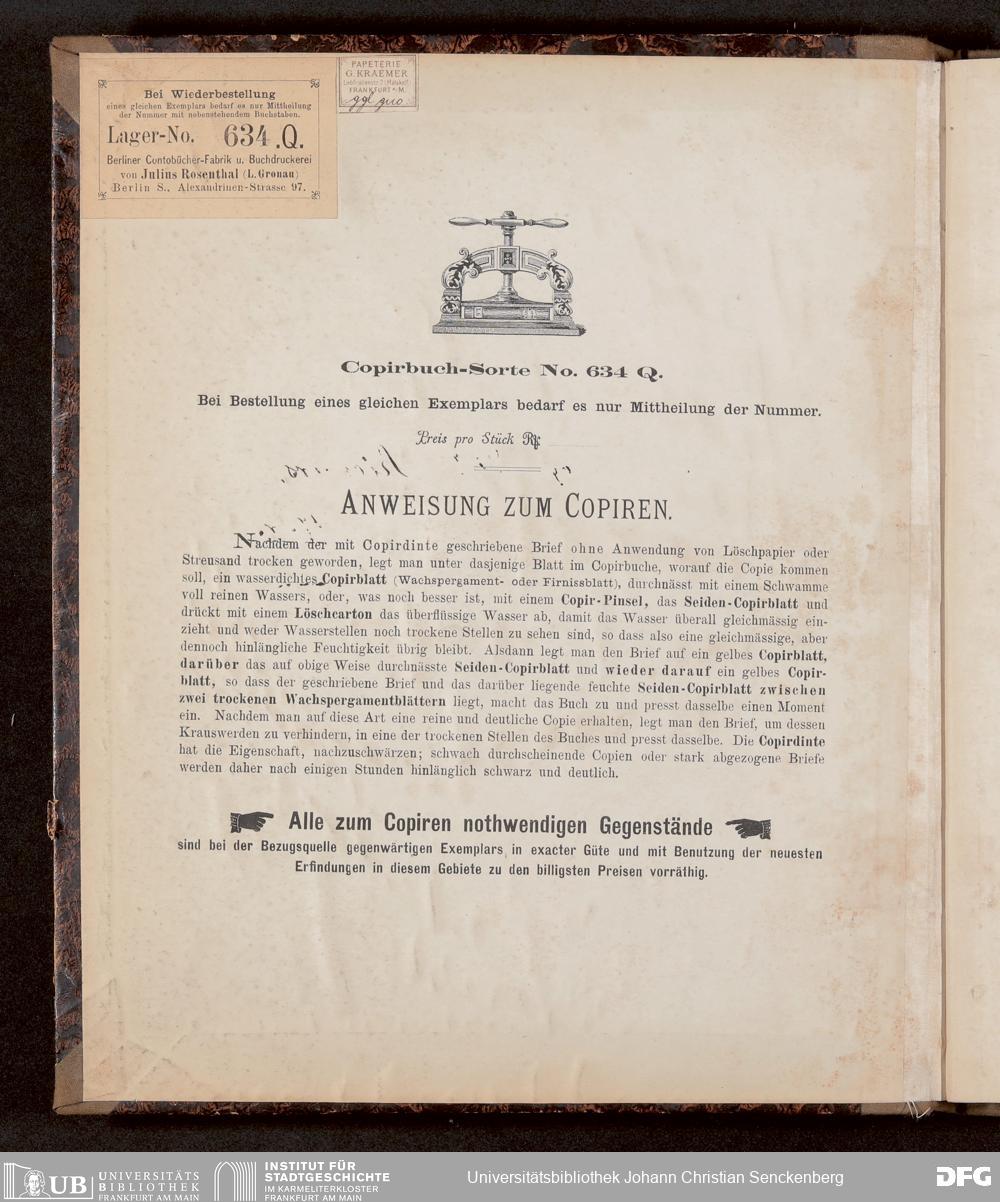 Bei Wiederbestellung
eines gleichen Exemplars bedarf es nur Mittheilung
der Nummer mit nebenstehendem Buchstaben.
Lager-No. 634.Q.
Berliner Contobücher-Fabrik u. Buchdruckerei
von Julius Rosenthal (L. Gronau)
Berlin S., Alexandrinen-Strasse 97.
PAPETERIE
G. KRAEMER
FRANKFURT a/M.
Copirbuch-Sorte No. 634 Q.
Bei Bestellung eines gleichen Exemplars bedarf es nur Mittheilung der Nummer.
Preis pro Stück
ANWEISUNG ZUM COPIREN.
Nachdem der mit Copirdinte geschriebene Brief ohne Anwendung von Löschpapier oder
Streusand trocken geworden, legt man unter dasjenige Blatt im Copirbuche, worauf die Copie kommen
soll, ein wasserdichtes Copirblatt (Wachspergament- oder Firnissblatt), durchnässt mit einem Schwamme
voll reinen Wassers, oder, was noch besser ist, mit einem Copir-Pinsel, das Seiden-Copirblatt und
drückt mit einem Löschcarton das überflüssige Wasser ab, damit das Wasser überall gleichmässig ein-
zieht und weder Wasserstellen noch trockene Stellen zu sehen sind, so dass also eine gleichmässige, aber
dennoch hinlängliche Feuchtigkeit übrig bleibt. Alsdann legt man den Brief auf ein gelbes Copirblatt,
darüber das auf obige Weise durchnässte Seiden-Copirblatt und wieder darauf ein gelbes Copir-
blatt, so dass der geschriebene Brief und das darüber liegende feuchte Seiden-Copirblatt zwischen
zwei trockenen Wachspergamentblättern liegt, macht das Buch zu und presst dasselbe einen Moment
ein. Nachdem man auf diese Art eine reine und deutliche Copie erhalten, legt man den Brief, um dessen
Krauswerden zu verhindern, in eine der trockenen Stellen des Buches und presst dasselbe. Die Copirdinte
hat die Eigenschaft, nachzuschwärzen; schwach durchscheinende Copien oder stark abgezogene Briefe
werden daher nach einigen Stunden hinlänglich schwarz und deutlich.
Alle zum Copiren nothwendigen Gegenstände
sind bei der Bezugsquelle gegenwärtigen Exemplars in exacter Güte und mit Benutzung der neuesten
Erfindungen in diesem Gebiete zu den billigsten Preisen vorräthig.
UB UNIVERSITÄTS
BIBLIOTHEK
FRANKFURT AM MAIN
INSTITUT FÜR
STADTGESCHICHTE
IM KARMELITERKLOSTER
FRANKFURT AM MAIN
Universitätsbibliothek Johann Christian Senckenberg
DFG